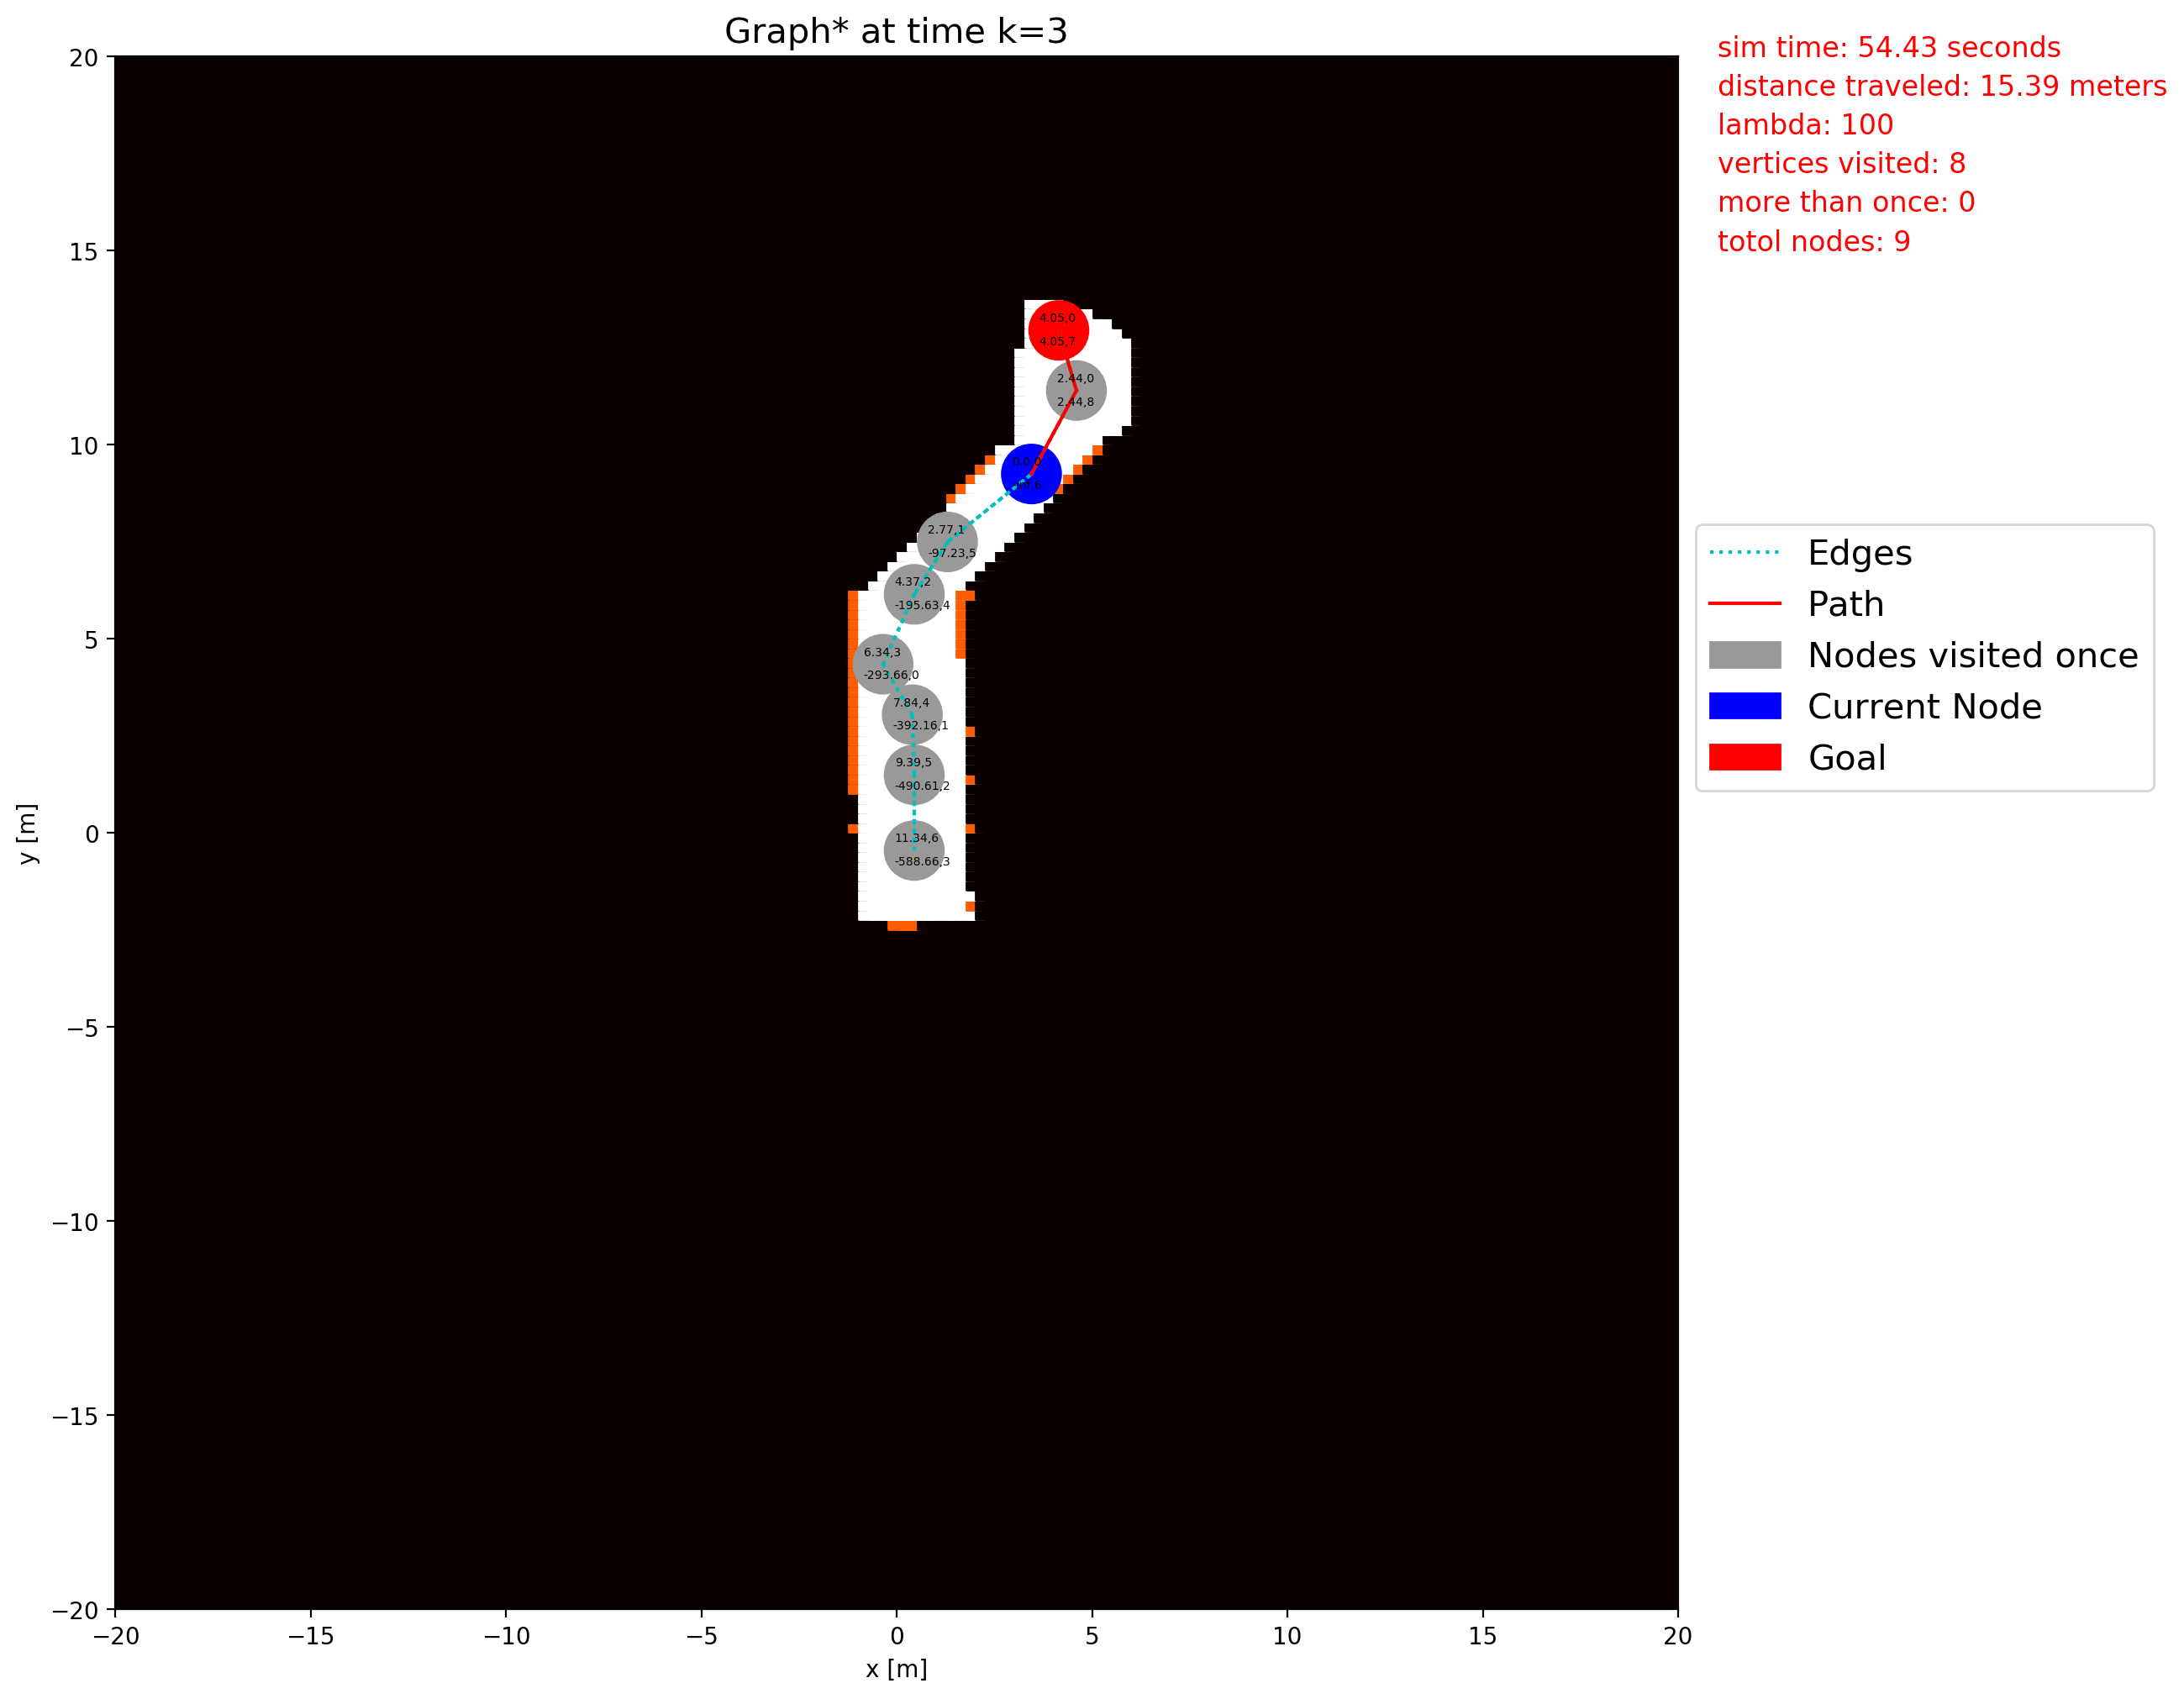 Graph* at time k=3
sim time: 54.43 seconds
distance traveled: 15.39 meters
lambda: 100
vertices visited: 8
more than once: 0
totol nodes: 9
20
15
10
5
0
−5
−10
−15
−20
y [m]
4.05,0
4.05,7
2.44,0
2.44,8
0.0,0
2.77,1
-97.23,5
4.37,2
-195.63,4
6.34,3
-293.66,0
7.84,4
-392.16,1
9.39,5
-490.61,2
11.34,6
-588.66,3
Edges
Path
Nodes visited once
Current Node
Goal
−20 −15 −10 −5 0 5 10 15 20
x [m]